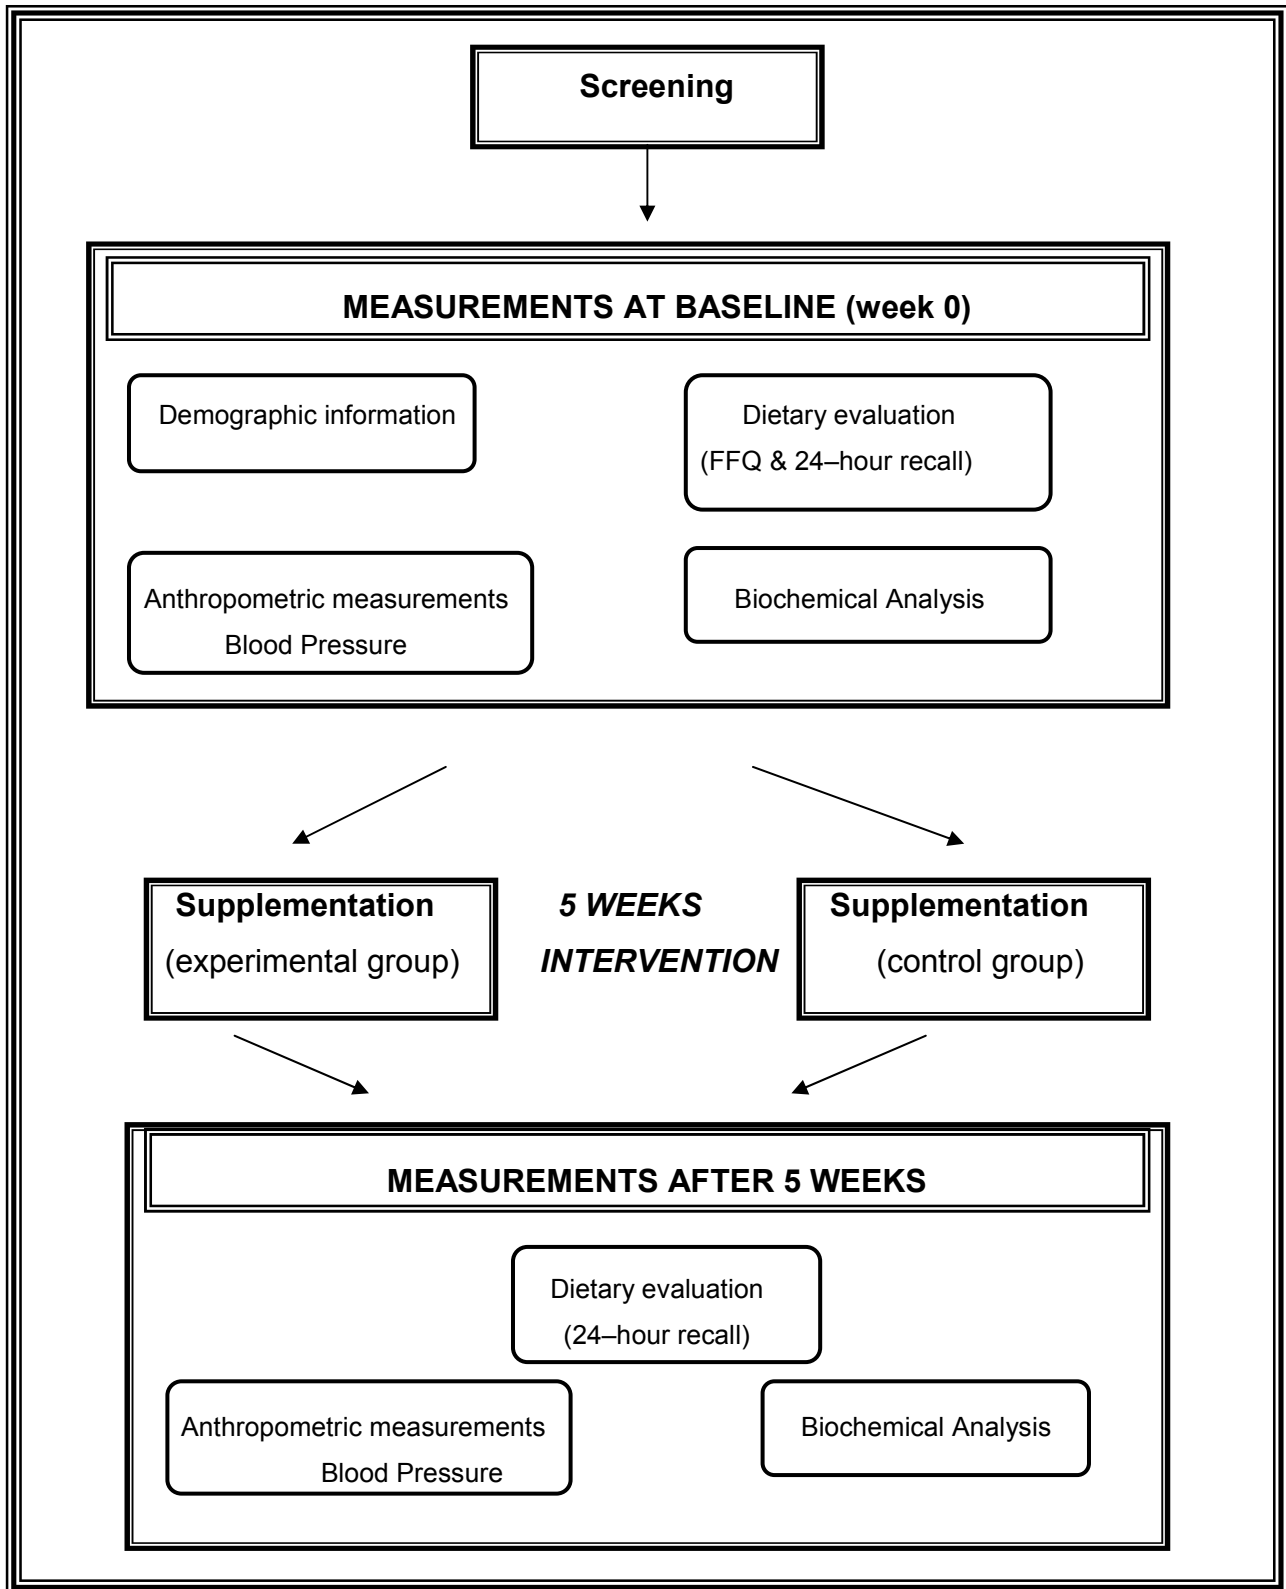 Screening
MEASUREMENTS AT BASELINE (week 0)
Demographic information
Dietary evaluation
(FFQ & 24–hour recall)
Anthropometric measurements
Blood Pressure
Biochemical Analysis
Supplementation
(experimental group)
5 WEEKS
INTERVENTION
Supplementation
(control group)
MEASUREMENTS AFTER 5 WEEKS
Dietary evaluation
(24–hour recall)
Anthropometric measurements
Blood Pressure
Biochemical Analysis